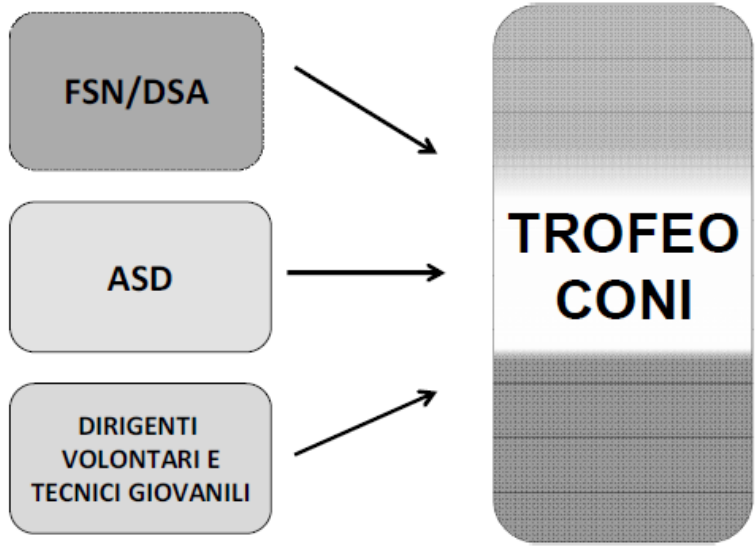 FSN/DSA
ASD
DIRIGENTI
VOLONTARI E
TECNICI GIOVANILI
TROFEO
CONI